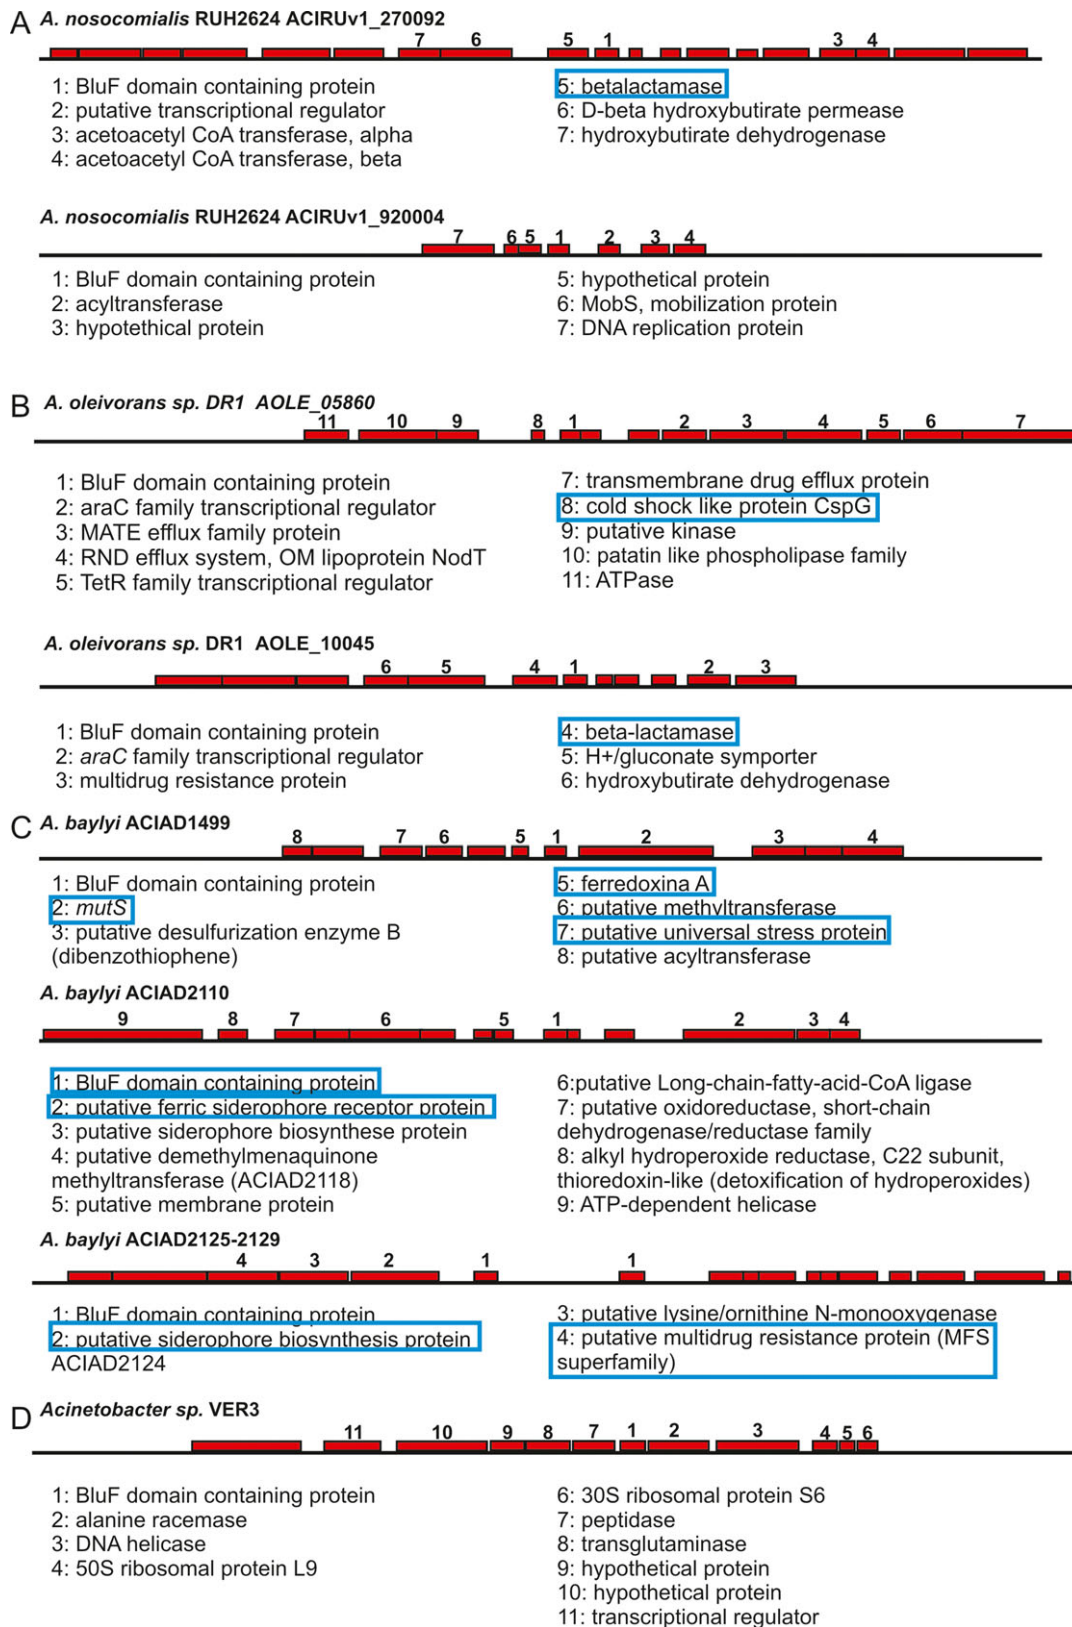 A A. nosocomialis RUH2624 ACIRUv1_270092
7 6 5 1 3 4
1: BluF domain containing protein
2: putative transcriptional regulator
3: acetoacetyl CoA transferase, alpha
4: acetoacetyl CoA transferase, beta
5: betalactamase
6: D-beta hydroxybutirate permease
7: hydroxybutirate dehydrogenase
A. nosocomialis RUH2624 ACIRUv1_920004
7 6 5 1 2 3 4
1: BluF domain containing protein
2: acyltransferase
3: hypotethical protein
5: hypothetical protein
6: MobS, mobilization protein
7: DNA replication protein
B A. oleivorans sp. DR1 AOLE_05860
11 10 9 8 1 2 3 4 5 6 7
1: BluF domain containing protein
2: araC family transcriptional regulator
3: MATE efflux family protein
4: RND efflux system, OM lipoprotein NodT
5: TetR family transcriptional regulator
7: transmembrane drug efflux protein
8: cold shock like protein CspG
9: putative kinase
10: patatin like phospholipase family
11: ATPase
A. oleivorans sp. DR1 AOLE_10045
6 5 4 1 2 3
1: BluF domain containing protein
2: araC family transcriptional regulator
3: multidrug resistance protein
4: beta-lactamase
5: H+/gluconate symporter
6: hydroxybutirate dehydrogenase
C A. baylyi ACIAD1499
8 7 6 5 1 2 3 4
1: BluF domain containing protein
2: mutS
3: putative desulfurization enzyme B
(dibenzothiophene)
5: ferredoxina A
6: putative methyltransferase
7: putative universal stress protein
8: putative acyltransferase
A. baylyi ACIAD2110
9 8 7 6 5 1 2 3 4
1: BluF domain containing protein
2: putative ferric siderophore receptor protein
3: putative siderophore biosynthese protein
4: putative demethylmenaquinone
methyltransferase (ACIAD2118)
5: putative membrane protein
6:putative Long-chain-fatty-acid-CoA ligase
7: putative oxidoreductase, short-chain
dehydrogenase/reductase family
8: alkyl hydroperoxide reductase, C22 subunit,
thioredoxin-like (detoxification of hydroperoxides)
9: ATP-dependent helicase
A. baylyi ACIAD2125-2129
4 3 2 1 1
1: BluF domain containing protein
2: putative siderophore biosynthesis protein
ACIAD2124
3: putative lysine/ornithine N-monooxygenase
4: putative multidrug resistance protein (MFS
superfamily)
D Acinetobacter sp. VER3
11 10 9 8 7 1 2 3 4 5 6
1: BluF domain containing protein
2: alanine racemase
3: DNA helicase
4: 50S ribosomal protein L9
6: 30S ribosomal protein S6
7: peptidase
8: transglutaminase
9: hypothetical protein
10: hypothetical protein
11: transcriptional regulator